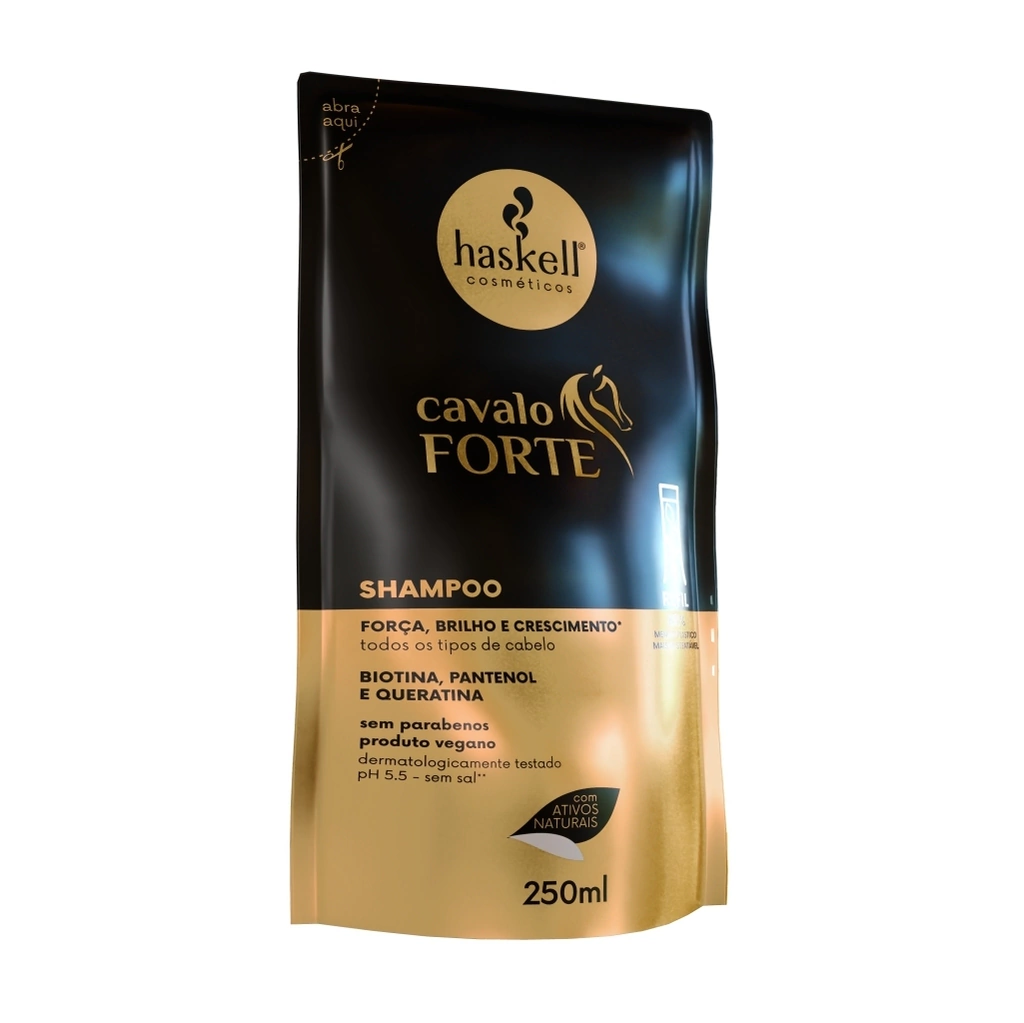 abra
aqui
haskell®
cosméticos
cavalo
FORTE
SHAMPOO
FORÇA, BRILHO E CRESCIMENTO*
todos os tipos de cabelo
BIOTINA, PANTENOL
E QUERATINA
sem parabenos
produto vegano
dermatologicamente testado
pH 5.5 - sem sal**
com
ATIVOS
NATURAIS
250ml